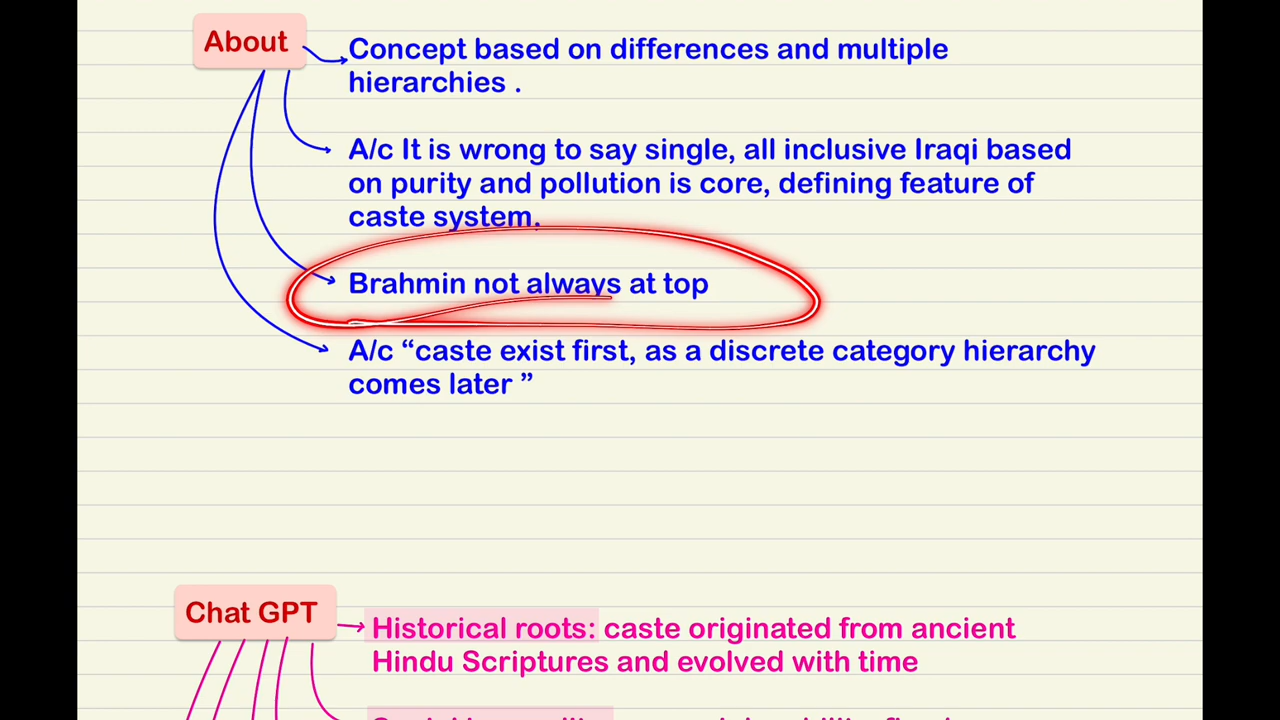 About
Concept based on differences and multiple
hierarchies .
A/c It is wrong to say single, all inclusive Iraqi based
on purity and pollution is core, defining feature of
caste system.
Brahmin not always at top
A/c “caste exist first, as a discrete category hierarchy
comes later ”
Chat GPT
Historical roots: caste originated from ancient
Hindu Scriptures and evolved with time